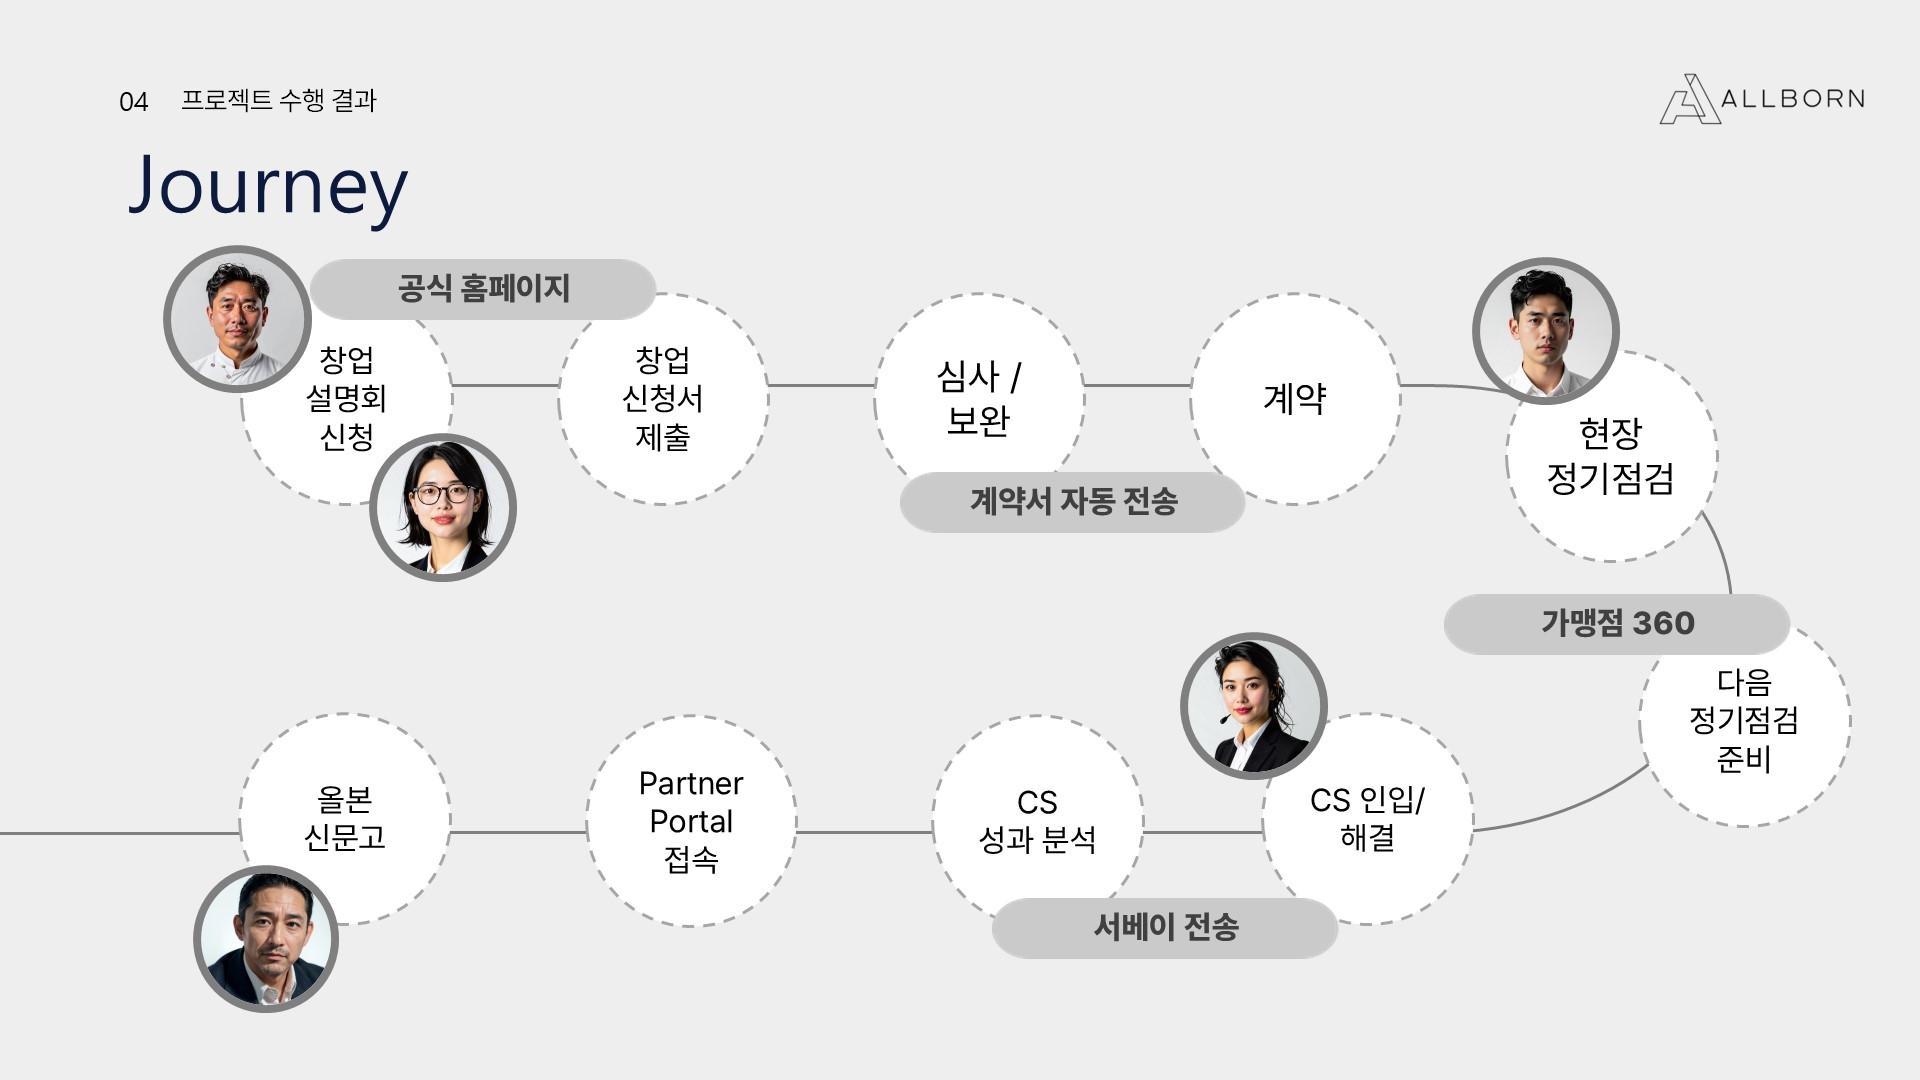 04 프로젝트 수행 결과
ALLBORN
Journey
공식 홈페이지
창업
설명회
신청
창업
신청서
제출
심사 /
보완
계약
계약서 자동 전송
현장
정기점검
가맹점 360
다음
정기점검
준비
CS 인입/
해결
서베이 전송
CS
성과 분석
Partner
Portal
접속
올본
신문고